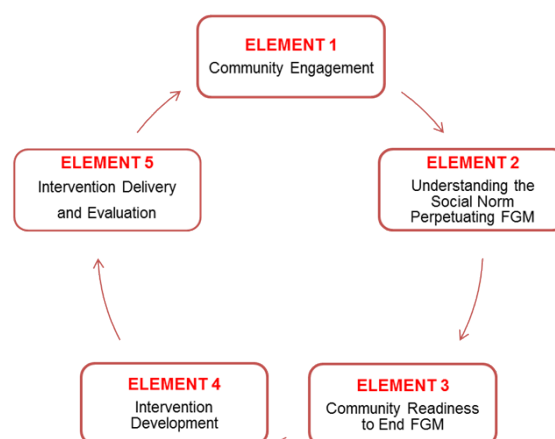 ELEMENT 1
Community Engagement
ELEMENT 2
Understanding the
Social Norm
Perpetuating FGM
ELEMENT 3
Community Readiness
to End FGM
ELEMENT 4
Intervention
Development
ELEMENT 5
Intervention Delivery
and Evaluation